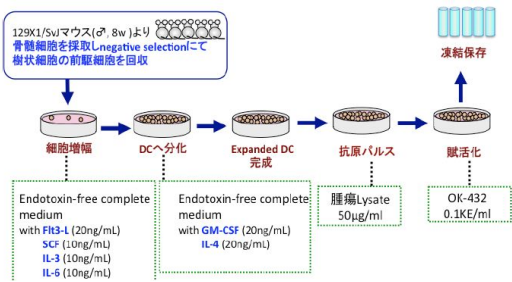 129X1/SvJマウス(♂, 8w )より
骨髄細胞を採取しnegative selectionにて
樹状細胞の前駆細胞を回収
凍結保存
細胞増幅
DCへ分化
Expanded DC
完成
抗原パルス
賦活化
Endotoxin-free complete
medium
with Flt3-L (20ng/mL)
SCF (10ng/mL)
IL-3 (10ng/mL)
IL-6 (10ng/mL)
Endotoxin-free complete
medium
with GM-CSF (20ng/mL)
IL-4 (20ng/mL)
腫瘍Lysate
50μg/ml
OK-432
0.1KE/ml